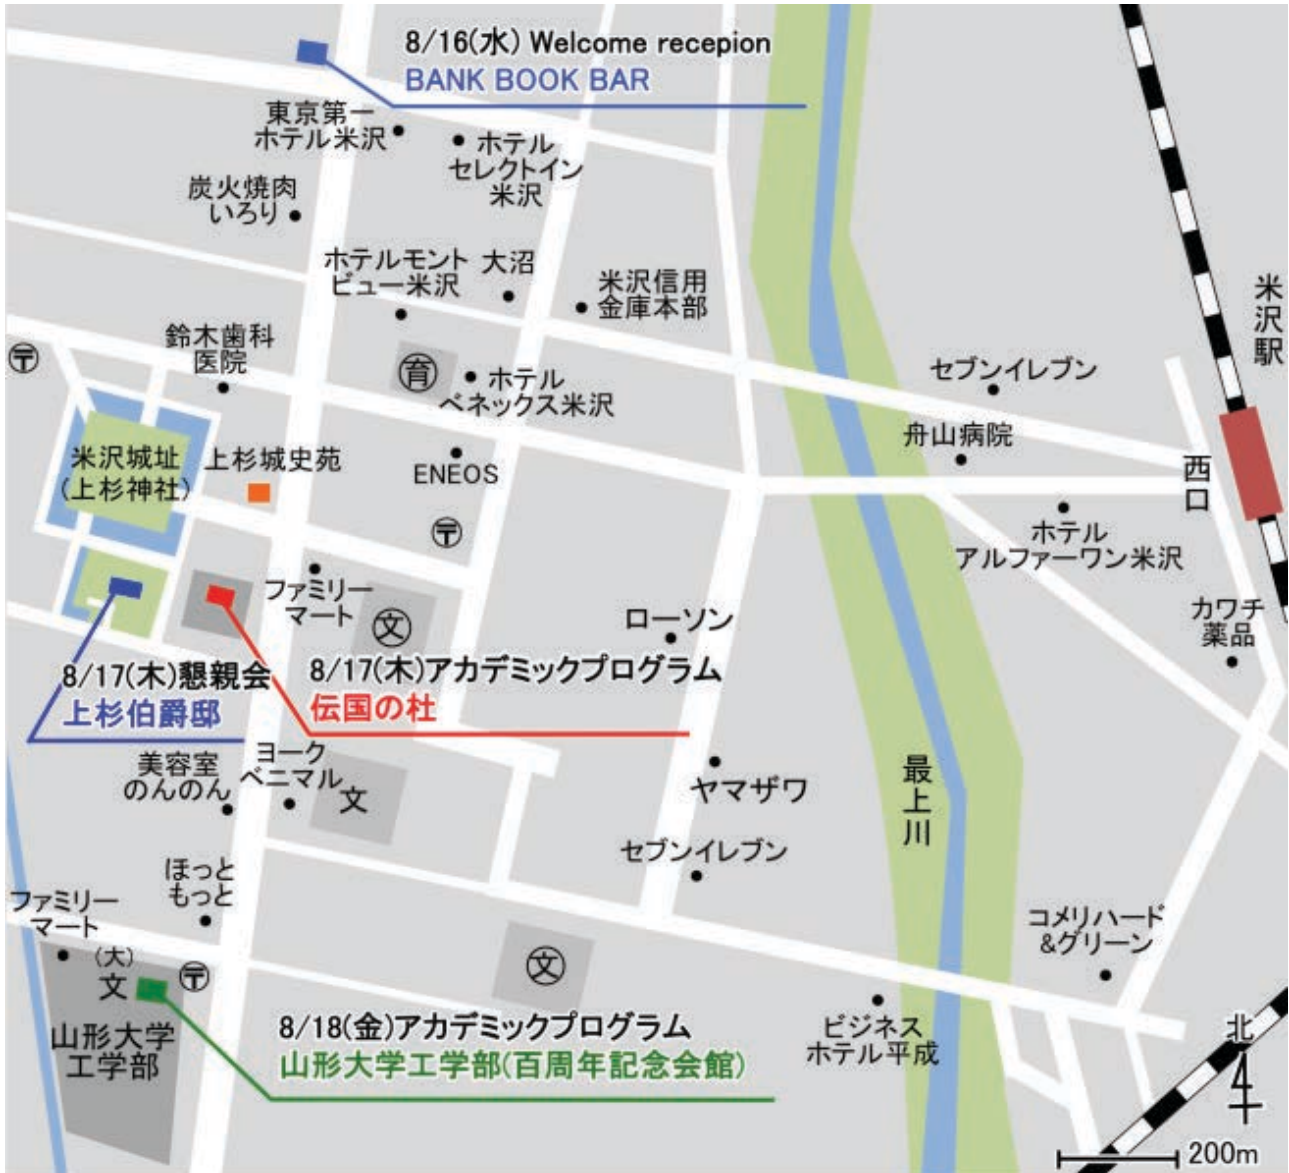 8/16(水) Welcome recepion
BANK BOOK BAR
東京第一
ホテル米沢
ホテル
セレクトイン
米沢
炭火焼肉
いろり
ホテルモント
ビュー米沢
大沼
米沢信用
金庫本部
米沢駅
〒
鈴木歯科
医院
育
ホテル
ベネックス米沢
セブンイレブン
舟山病院
西口
米沢城址
(上杉神社)
上杉城史苑
ENEOS
〒
ホテル
アルファーワン米沢
ファミリー
マート
文
ローソン
カワチ
薬品
8/17(木)懇親会
上杉伯爵邸
8/17(木)アカデミックプログラム
伝国の杜
美容室
のんのん
ヨーク
ベニマル
文
ヤマザワ
最上川
セブンイレブン
ほっと
もっと
ファミリー
マート
(大)
文
〒
文
コメリハード
&グリーン
山形大学
工学部
8/18(金)アカデミックプログラム
山形大学工学部(百周年記念会館)
ビジネス
ホテル平成
北
200m